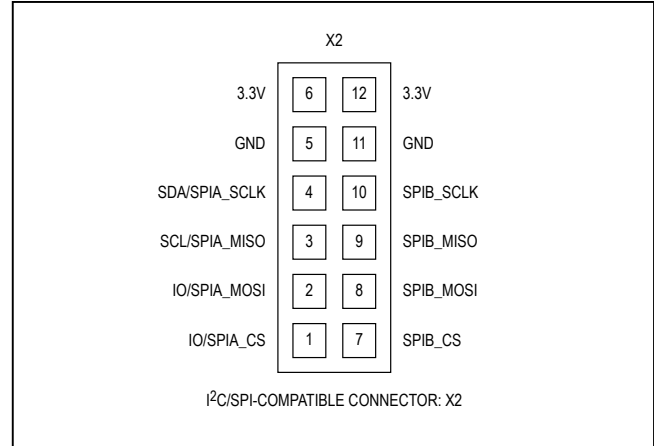 X2
3.3V 6 12 3.3V
GND 5 11 GND
SDA/SPIA_SCLK 4 10 SPIB_SCLK
SCL/SPIA_MISO 3 9 SPIB_MISO
IO/SPIA_MOSI 2 8 SPIB_MOSI
IO/SPIA_CS 1 7 SPIB_CS
I²C/SPI-COMPATIBLE CONNECTOR: X2